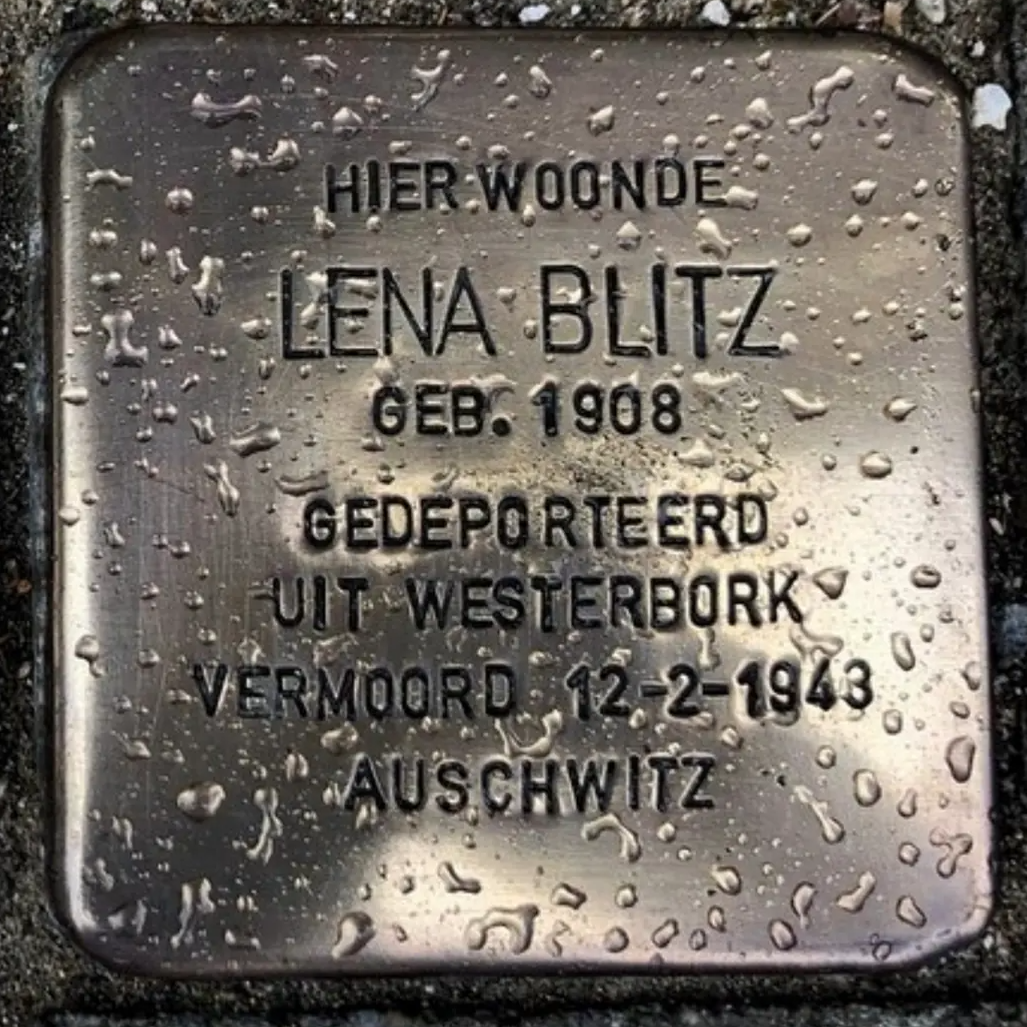 HIER WOONDE
LENA BLITZ
GEB. 1908
GEDEPORTEERD
UIT WESTERBORK
VERMOORD 12-2-1943
AUSCHWITZ